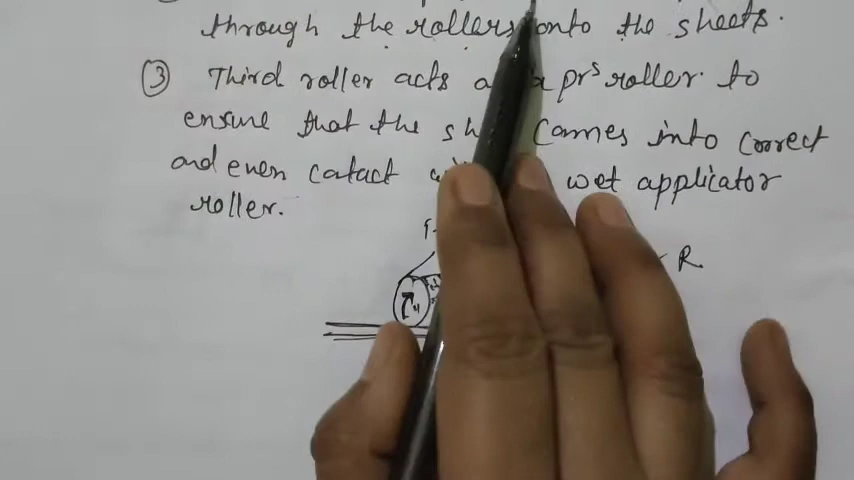 through the rollers onto the sheets.
③ Third roller acts a prs roller. to
ensure that the sh comes into correct
and even catact wet applicator
roller.
R